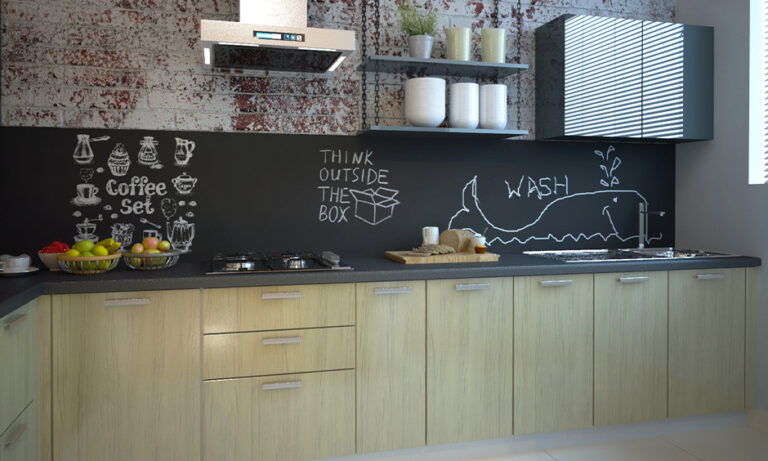 Coffee
Set
THINK
OUTSIDE
THE
BOX
WASH